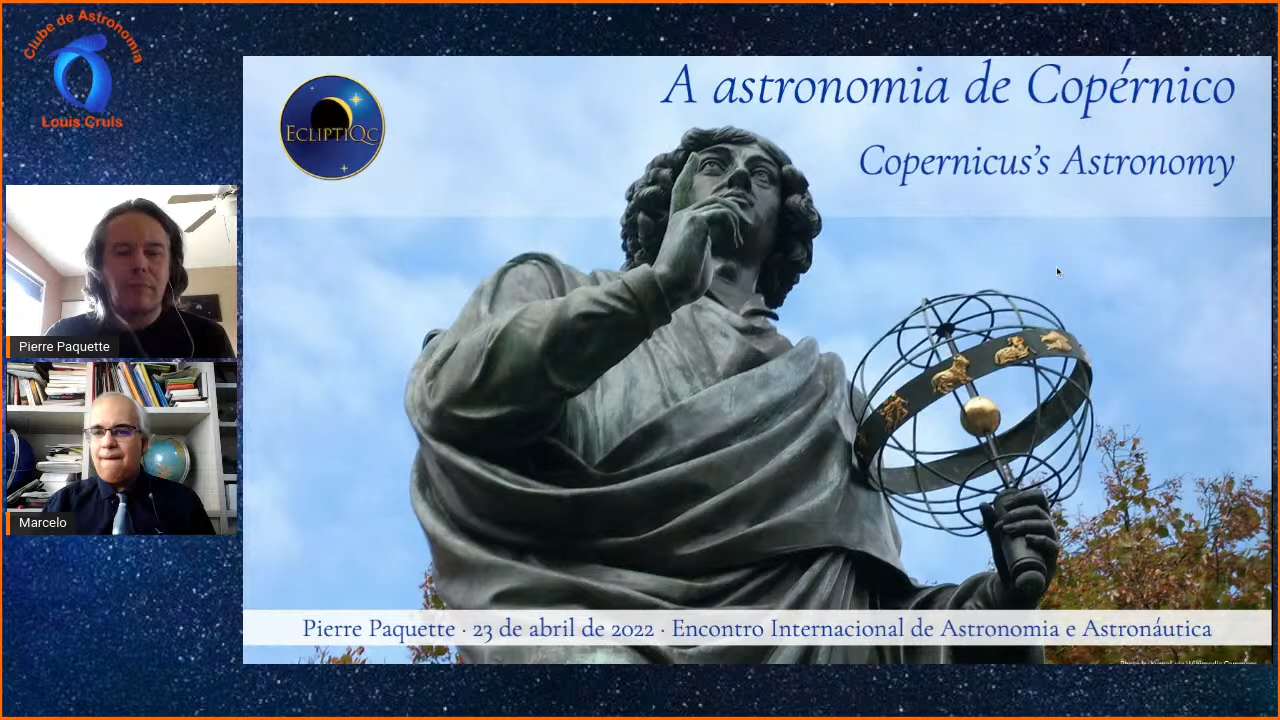 Clube de Astronomia
Louis Cruls
Pierre Paquette
Marcelo
EclipticQc
A astronomia de Copérnico
Copernicus’s Astronomy
Pierre Paquette · 23 de abril de 2022 · Encontro Internacional de Astronomia e Astronáutica